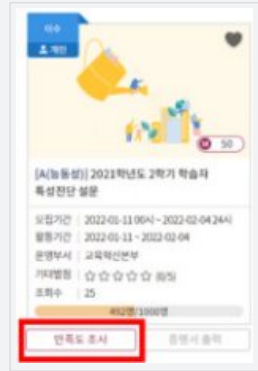 이수
개인
M 50
[A(능동성)] 2021학년도 2학기 학습자
특성진단 설문
모집기간 2022-01-11 00시 ~ 2022-02-04 24시
활동기간 2022-01-11 ~ 2022-02-04
운영부서 교육혁신본부
기대별점 ☆☆☆☆☆ (0/5)
조회수 25
492명/1000명
만족도 조사 증명서 출력